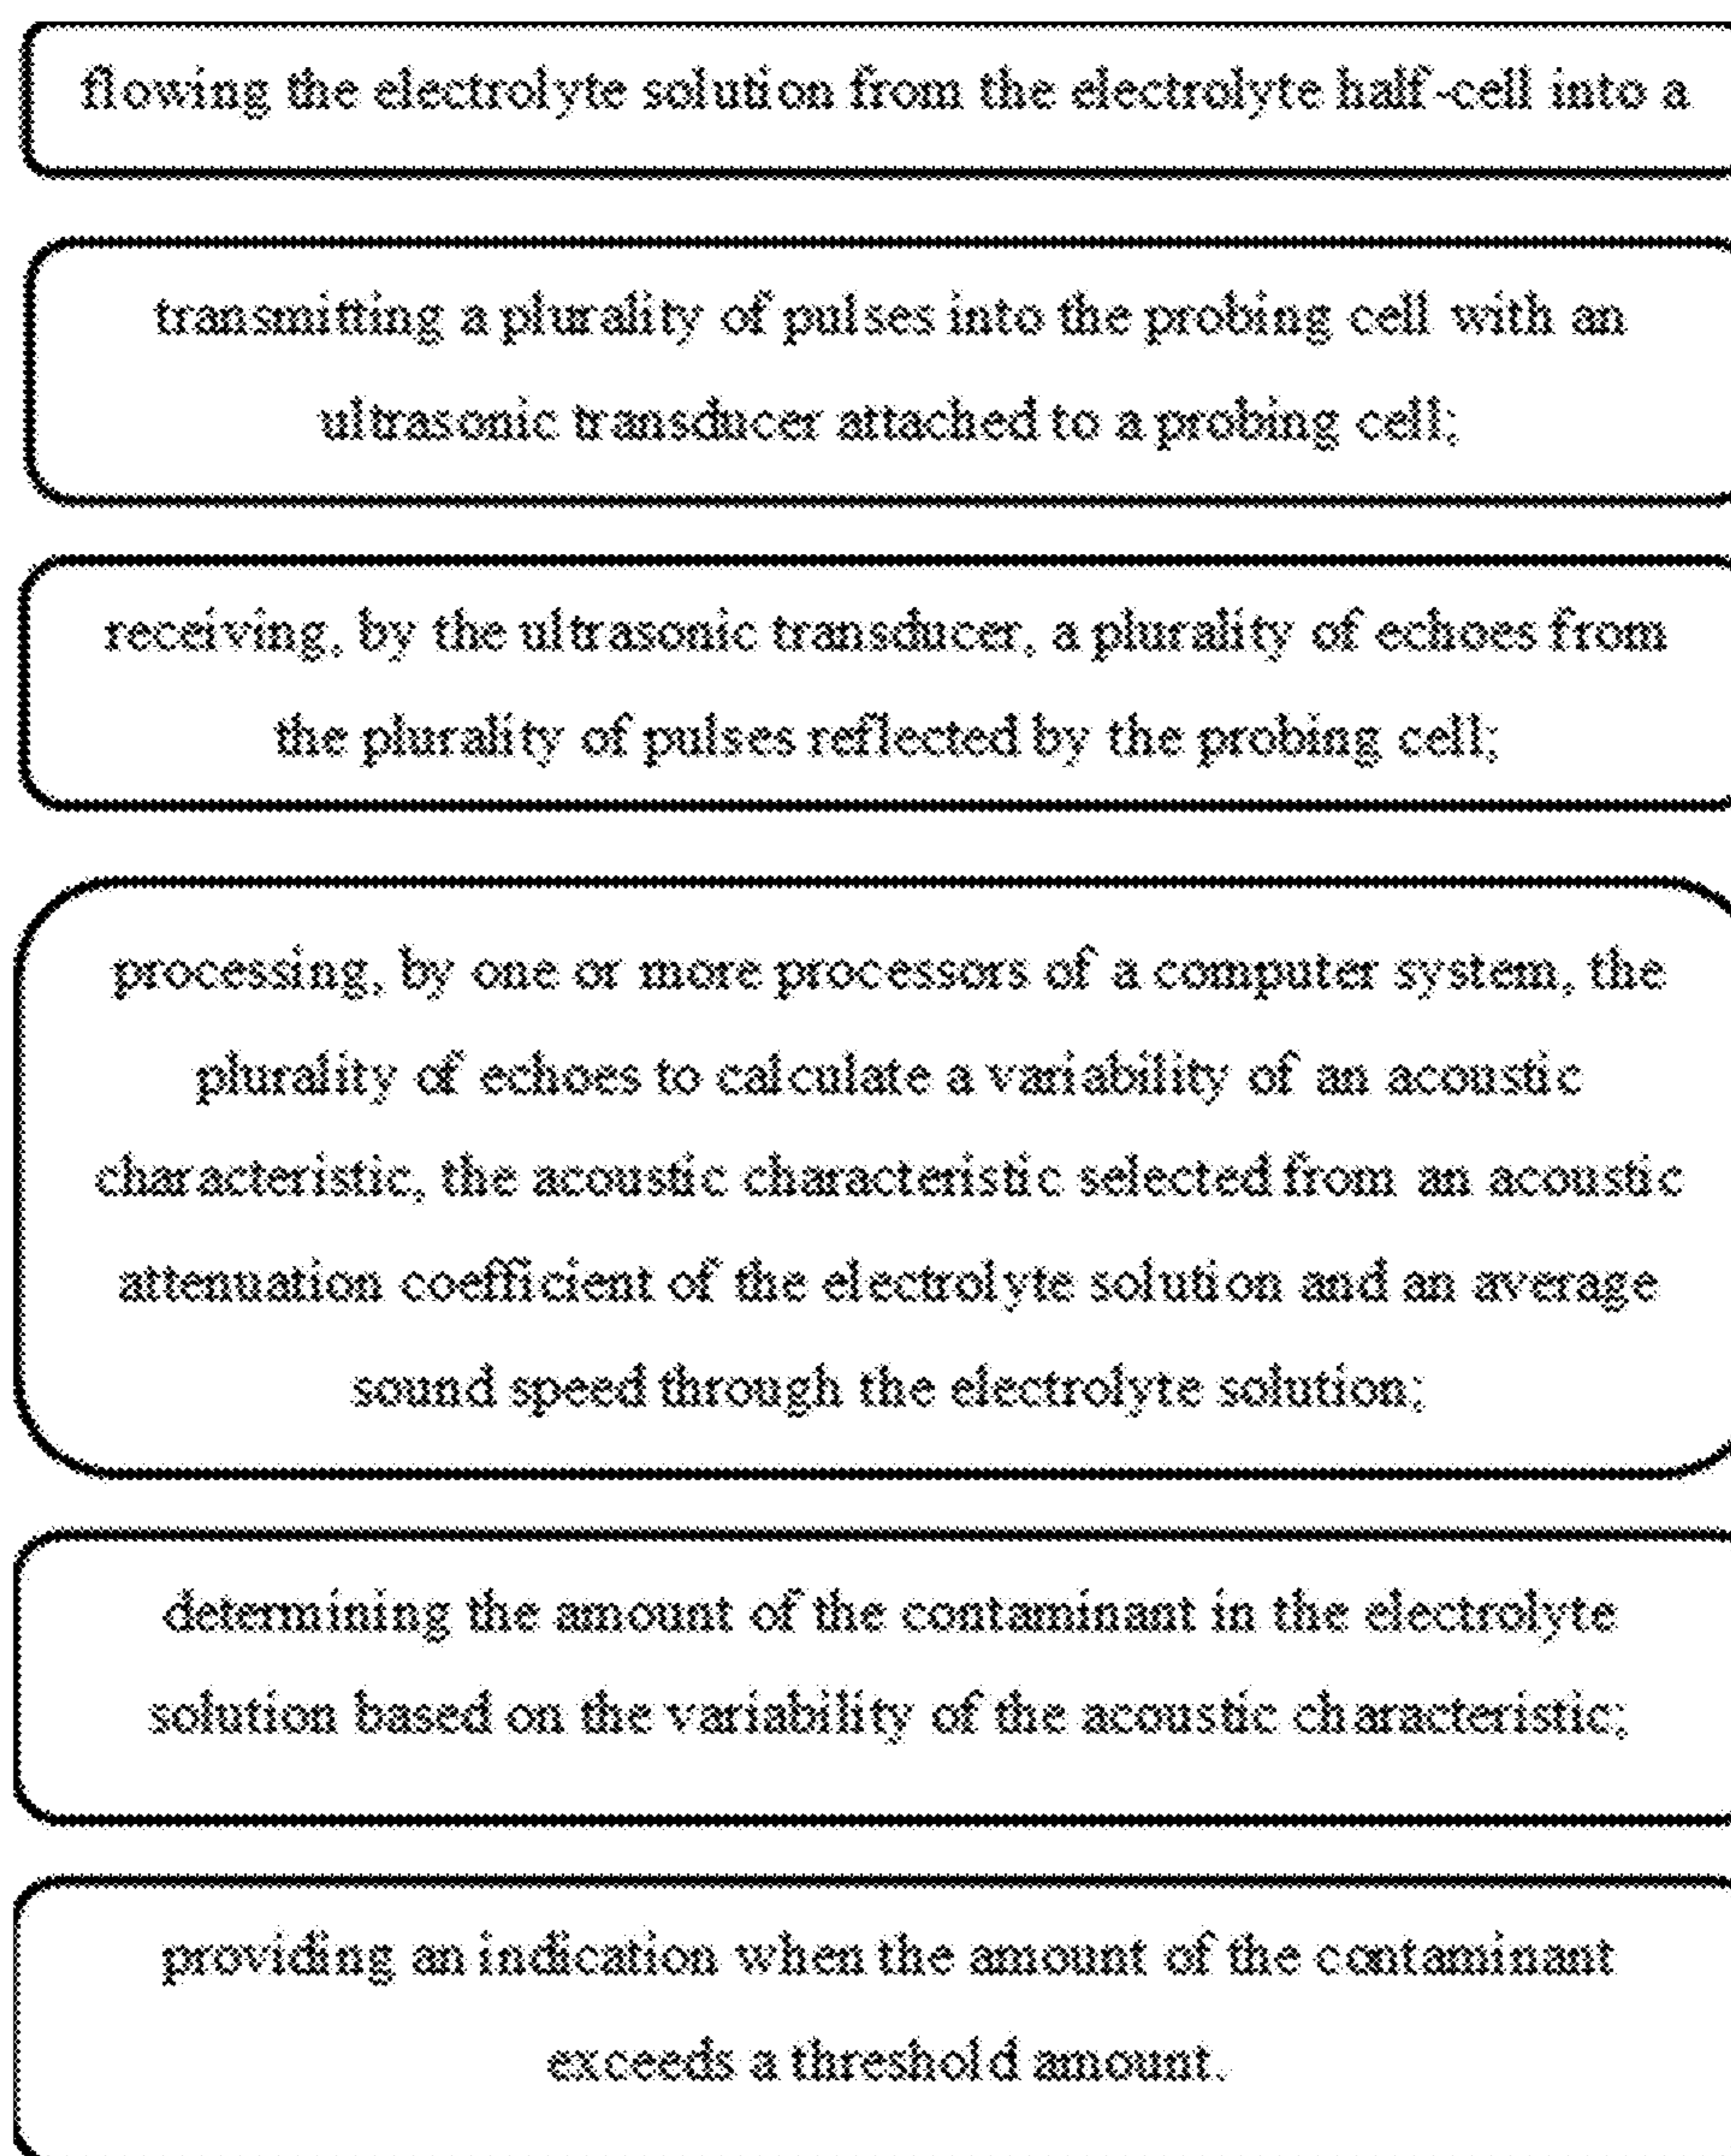 flowing the electrolyte solution from the electrolyte half-cell into a
transmitting a plurality of pulses into the probing cell with an
ultrasonic transducer attached to a probing cell;
receiving, by the ultrasonic transducer, a plurality of echoes from
the plurality of pulses reflected by the probing cell;
processing, by one or more processors of a computer system, the
plurality of echoes to calculate a variability of an acoustic
characteristic, the acoustic characteristic selected from an acoustic
attenuation coefficient of the electrolyte solution and an average
sound speed through the electrolyte solution;
determining the amount of the contaminant in the electrolyte
solution based on the variability of the acoustic characteristic;
providing an indication when the amount of the contaminant
exceeds a threshold amount.